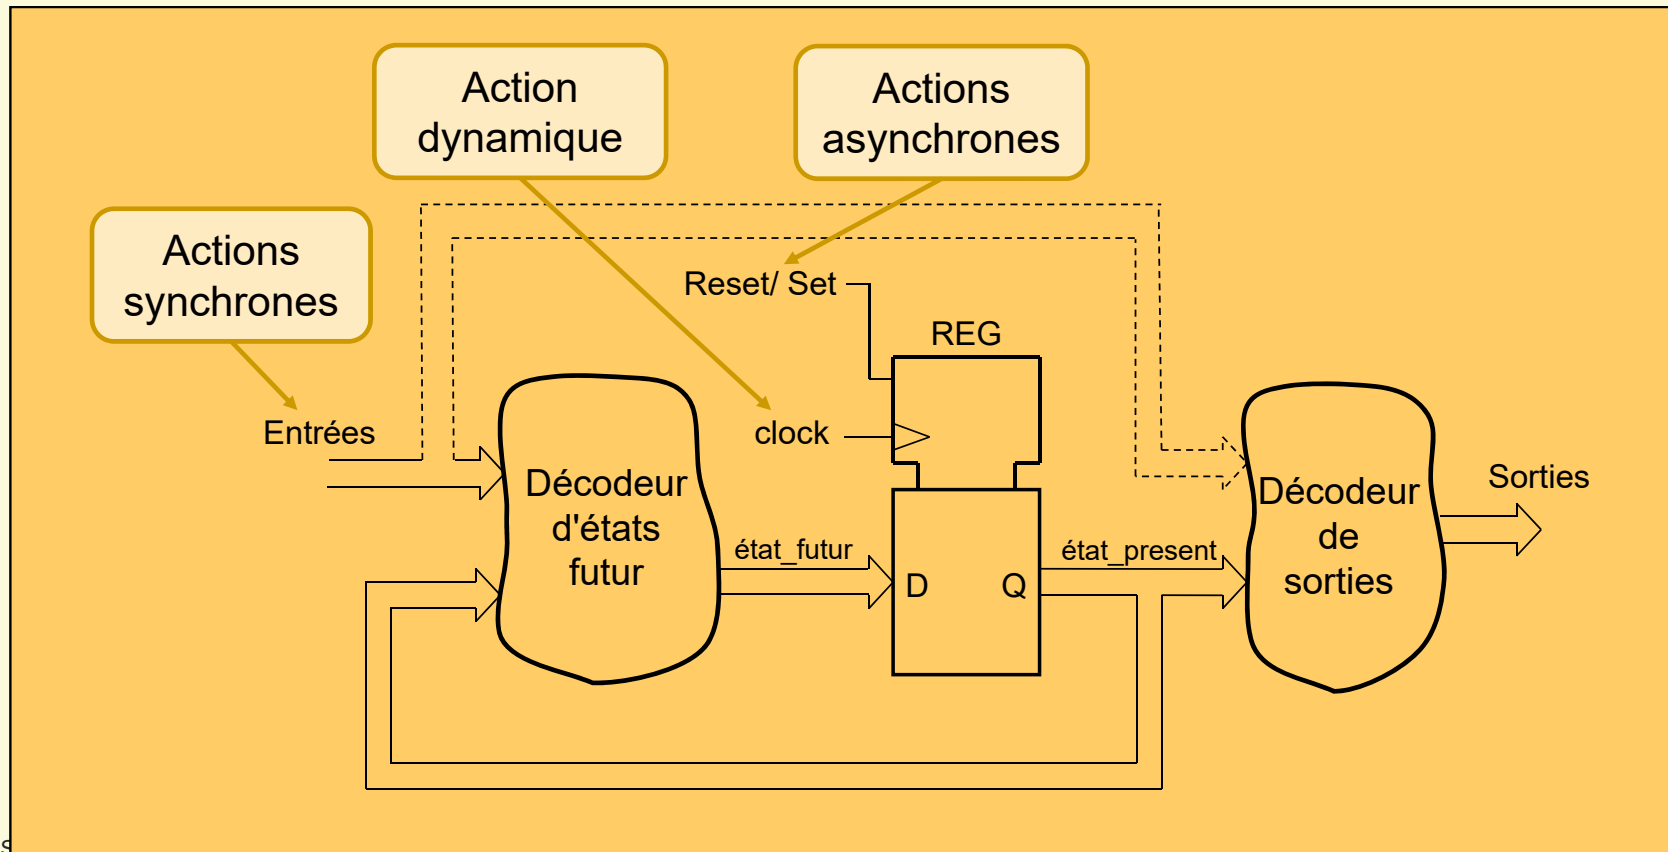 Action
dynamique
Actions
asynchrones
Actions
synchrones
Reset/ Set
REG
Entrées
clock
Décodeur
d'états
futur
état_futur
D
Q
état_present
Décodeur
de
sorties
Sorties
s